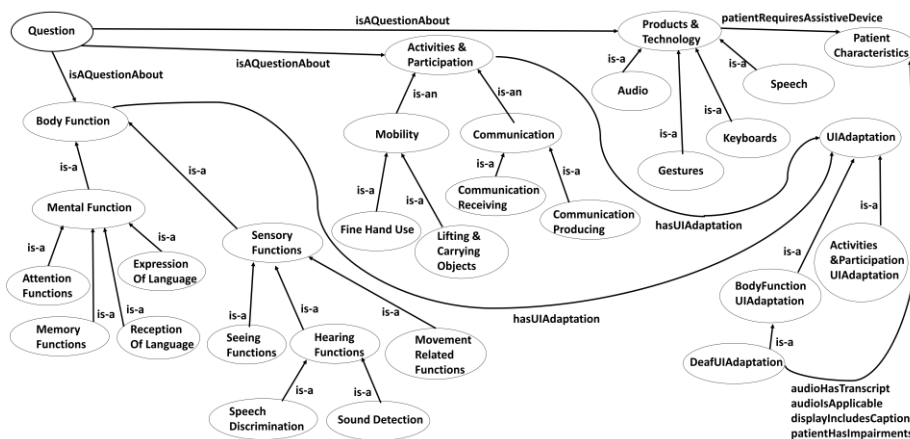 isAQuestionAbout
Products &
Technology
patientRequiresAssistiveDevice
Question
Patient
Characteristics
isAQuestionAbout
Activities &
Participation
isAQuestionAbout
is-a
Audio
is-a
Speech
is-an
is-an
is-a
Body Function
Mobility
Communication
Keyboards
UIAdaptation
Gestures
is-a
is-a
is-a
is-a
Communication
Receiving
is-a
Mental Function
Fine Hand Use
is-a
Communication
Producing
hasUIAdaptation
is-a
is-a
is-a
Sensory
Functions
Lifting &
Carrying
Objects
is-a
Activities
&Participation
UIAdaptation
Attention
Functions
Expression
Of Language
BodyFunction
UIAdaptation
is-a
is-a
is-a
is-a
is-a
hasUIAdaptation
Memory
Functions
Reception
Of Language
Seeing
Functions
Hearing
Functions
Movement
Related
Functions
is-a
DeafUIAdaptation
is-a
is-a
audioHasTranscript
audioIsApplicable
displayIncludesCaption
patientHasImpairments
Speech
Discrimination
Sound Detection